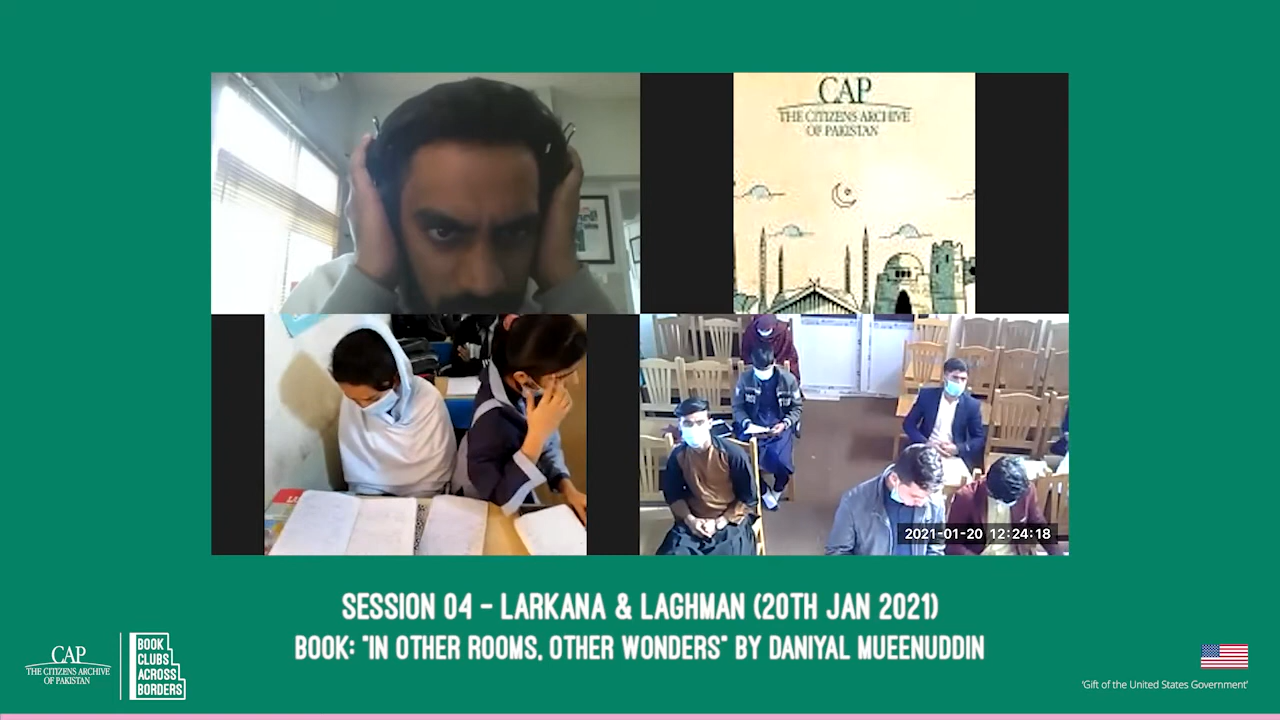 CAP
THE CITIZENS ARCHIVE
OF PAKISTAN
2021-01-20 12:24:18
SESSION 04 - LARKANA & LAGHMAN (20TH JAN 2021)
BOOK: "IN OTHER ROOMS, OTHER WONDERS" BY DANIYAL MUEENUDDIN
CAP
THE CITIZENS ARCHIVE
OF PAKISTAN
BOOK
CLUBS
ACROSS
BORDERS
'Gift of the United States Government'